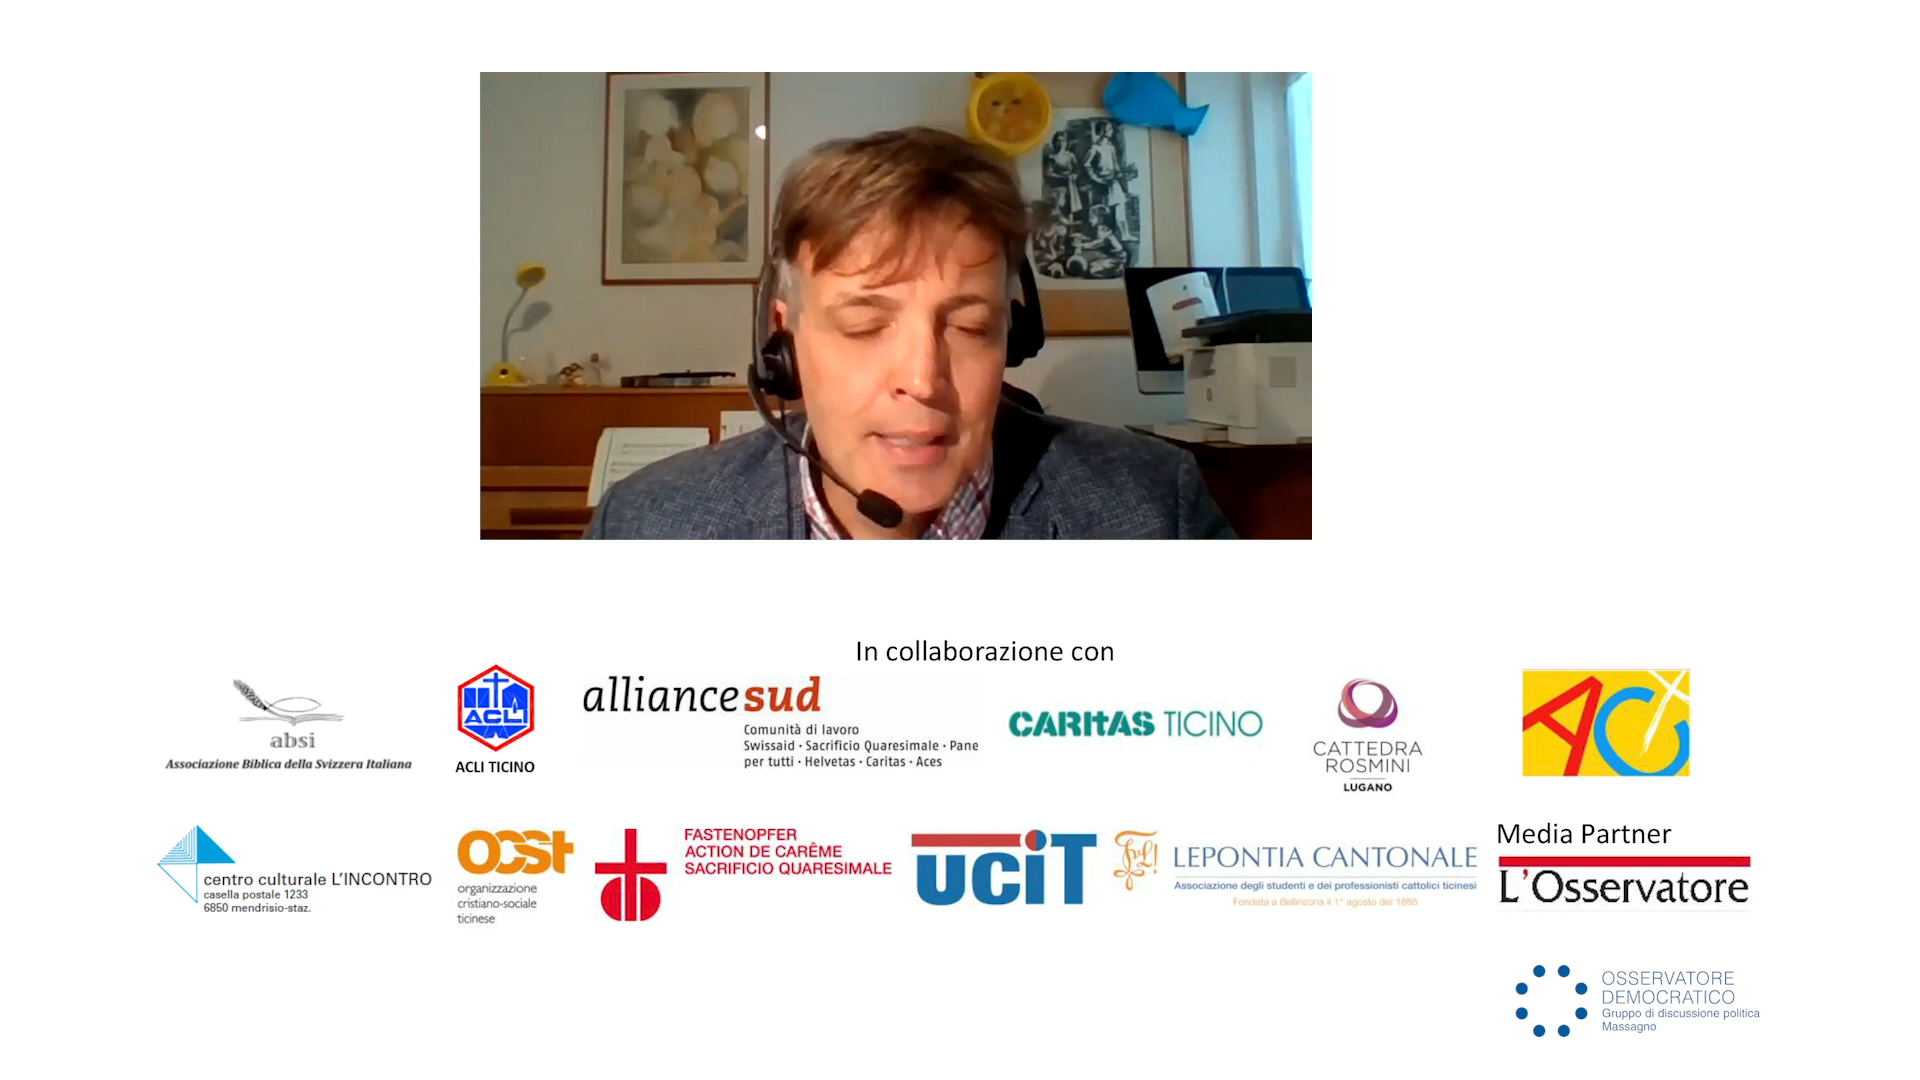 In collaborazione con
absi
Associazione Biblica della Svizzera Italiana
ACLI
ACLI TICINO
alliancesud
Comunità di lavoro
Swissaid · Sacrificio Quaresimale · Pane
per tutti · Helvetas · Caritas · Aces
CARITAS TICINO
CATTEDRA
ROSMINI
LUGANO
AC
centro culturale L'INCONTRO
casella postale 1233
6850 mendrisio-staz.
OCST
organizzazione
cristiano-sociale
ticinese
FASTENOPFER
ACTION DE CARÊME
SACRIFICIO QUARESIMALE
UCiT
LEPONTIA CANTONALE
Associazione degli studenti e dei professionisti cattolici ticinesi
Fondata a Bellinzona il 1° agosto del 1885
Media Partner
L'Osservatore
OSSERVATORE
DEMOCRATICO
Gruppo di discussione politica
Massagno